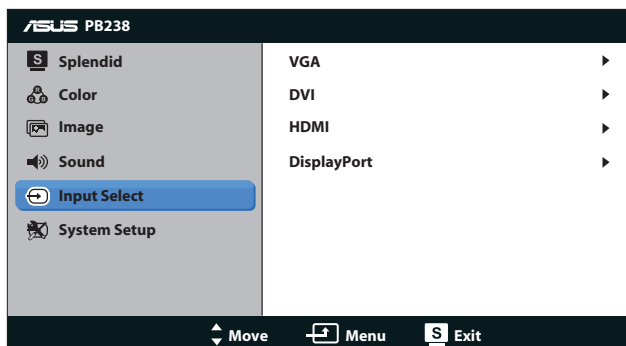 ASUS PB238
S Splendid
Color
Image
Sound
Input Select
System Setup
VGA
DVI
HDMI
DisplayPort
Move Menu S Exit